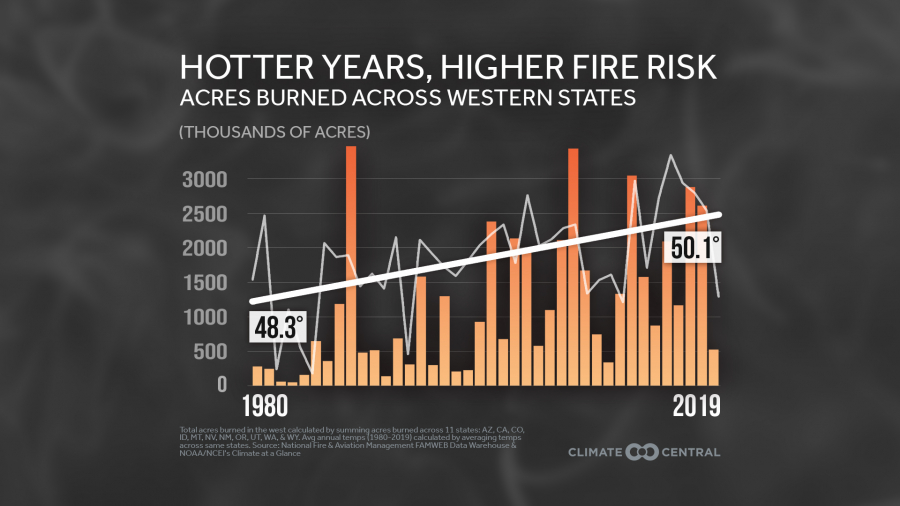 HOTTER YEARS, HIGHER FIRE RISK
ACRES BURNED ACROSS WESTERN STATES
(THOUSANDS OF ACRES)
3000
2500
2000
1500
1000
500
0
50.1°
48.3°
1980
2019
Total acres burned in the west calculated by summing acres burned across 11 states: AZ, CA, CO,
ID, MT, NV, NM, OR, UT, WA, & WY. Avg annual temps (1980-2019) calculated by averaging temps
across same states. Source: National Fire & Aviation Management FAMWEB Data Warehouse &
NOAA/NCEI's Climate at a Glance
CLIMATE CENTRAL